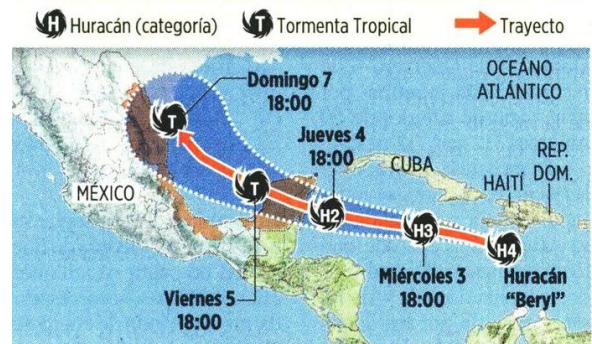 H Huracán (categoría) T Tormenta Tropical Trayecto
OCEÁNO
ATLÁNTICO
Domingo 7
18:00
T
Jueves 4
18:00
CUBA
REP.
DOM.
HAITÍ
MÉXICO
T
H2
H3
H4
Viernes 5
18:00
Miércoles 3
18:00
Huracán
"Beryl"